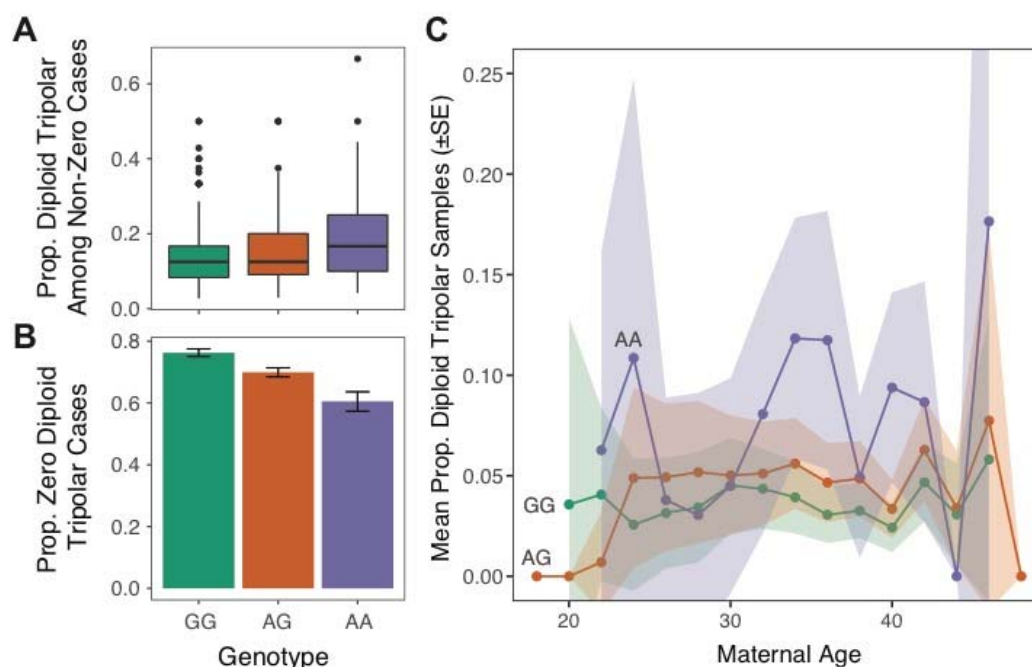 A
Prop. Diploid Tripolar
Among Non-Zero Cases
0.6
0.4
0.2
0.0
B
Prop. Zero Diploid
Tripolar Cases
0.8
0.6
0.4
0.2
0.0
GG AG AA
Genotype
C
Mean Prop. Diploid Tripolar Samples (±SE)
0.25
0.20
0.15
0.10
0.05
0.00
AA
GG
AG
20 30 40
Maternal Age